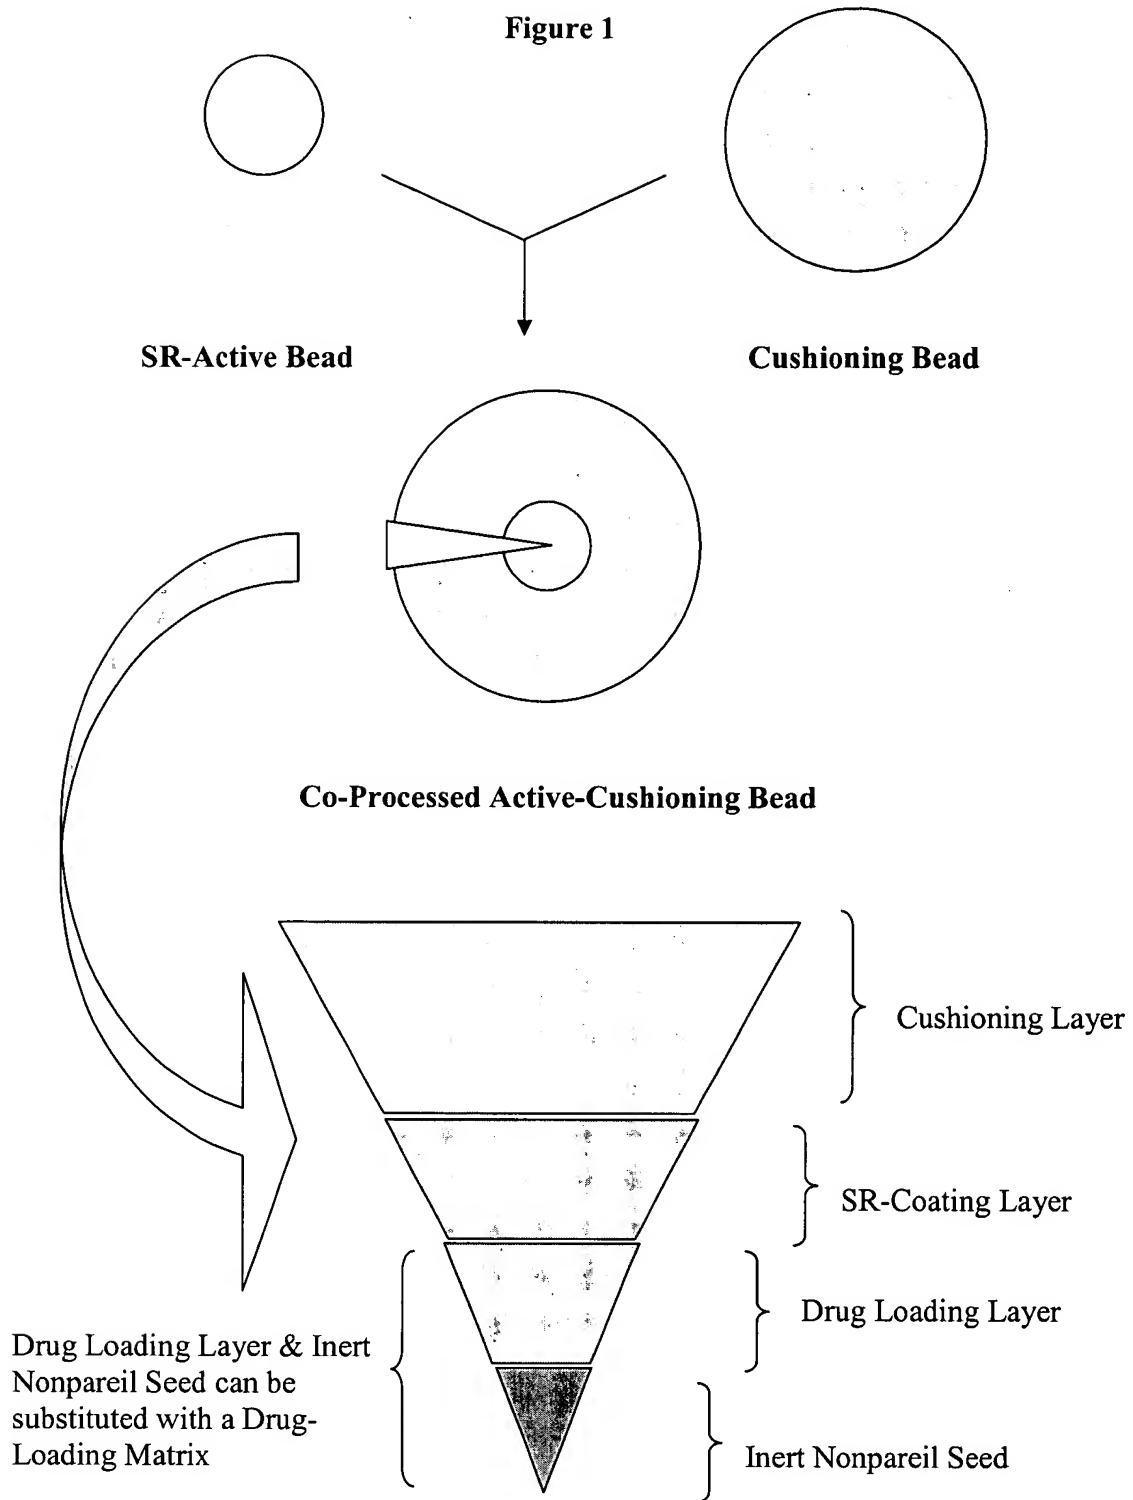 Figure 1
SR-Active Bead
Cushioning Bead
Co-Processed Active-Cushioning Bead
Cushioning Layer
SR-Coating Layer
Drug Loading Layer
Drug Loading Layer & Inert
Nonpareil Seed can be
substituted with a Drug-
Loading Matrix
Inert Nonpareil Seed